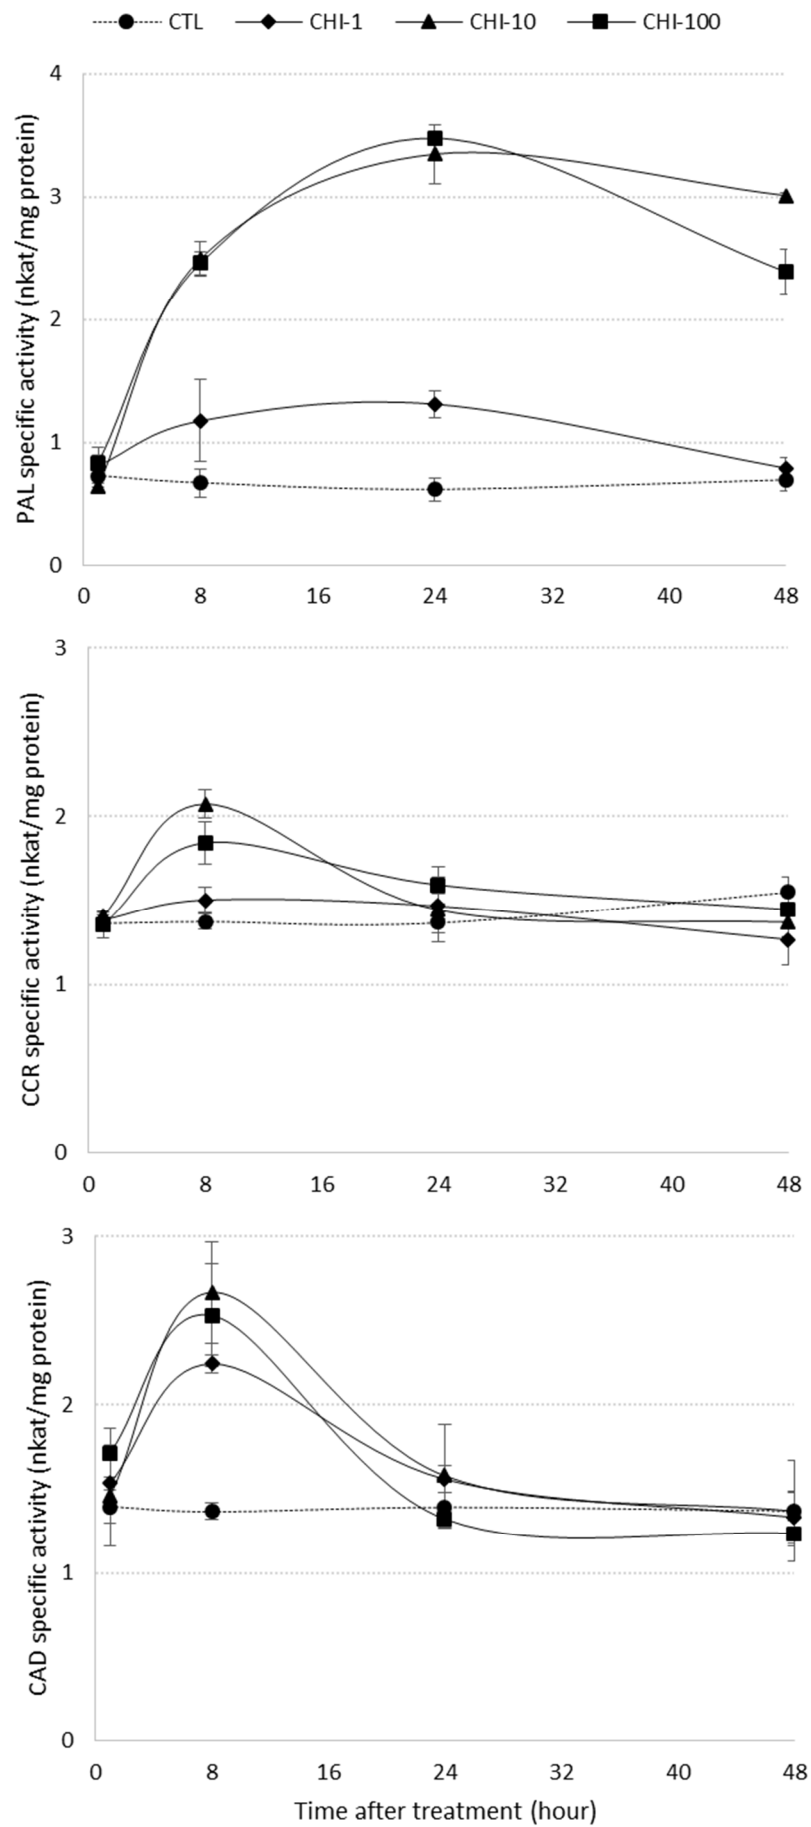 CTL CHI-1 CHI-10 CHI-100
PAL specific activity (nkat/mg protein)
4
3
2
1
0
0 8 16 24 32 40 48
CCR specific activity (nkat/mg protein)
3
2
1
0
0 8 16 24 32 40 48
CAD specific activity (nkat/mg protein)
3
2
1
0
0 8 16 24 32 40 48
Time after treatment (hour)